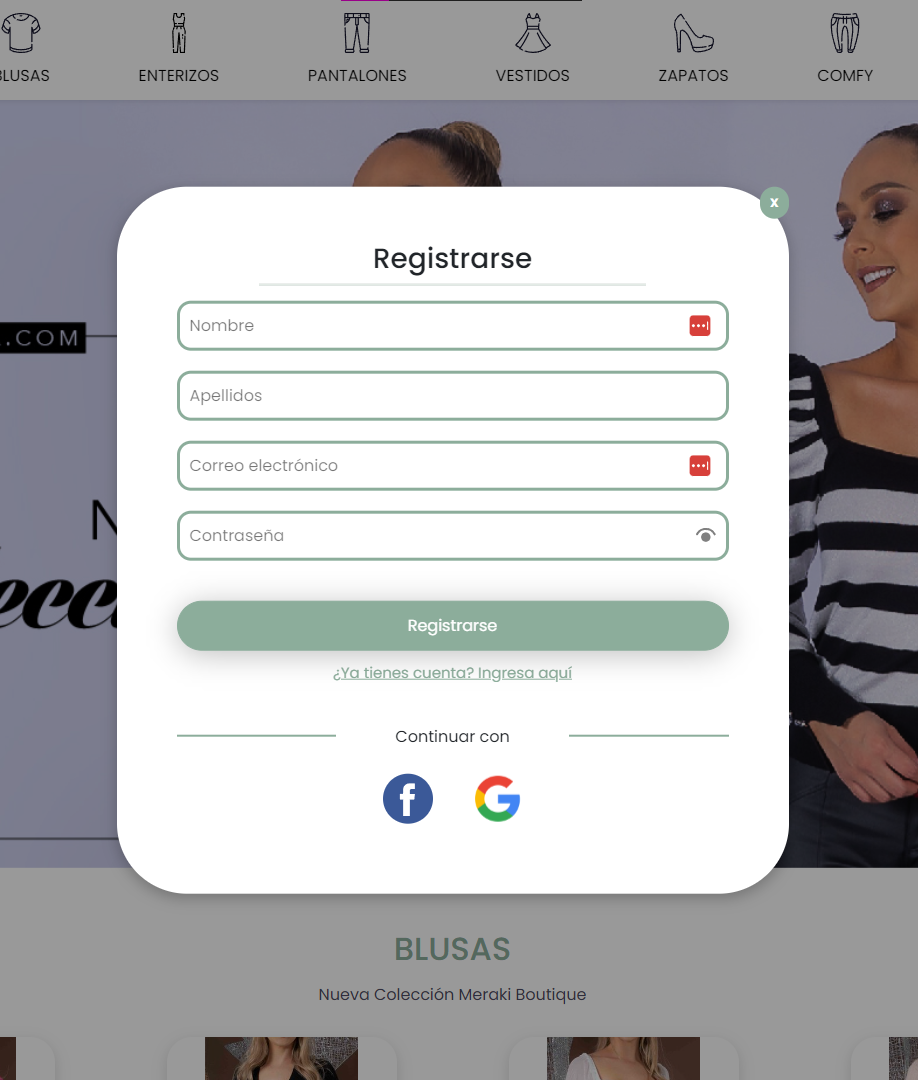 BLUSAS
ENTERIZOS
PANTALONES
VESTIDOS
ZAPATOS
COMFY
x
Registrarse
Nombre
.COM
Apellidos
Correo electrónico
N
Contraseña
Registrarse
¿Ya tienes cuenta? Ingresa aquí
Continuar con
BLUSAS
Nueva Colección Meraki Boutique